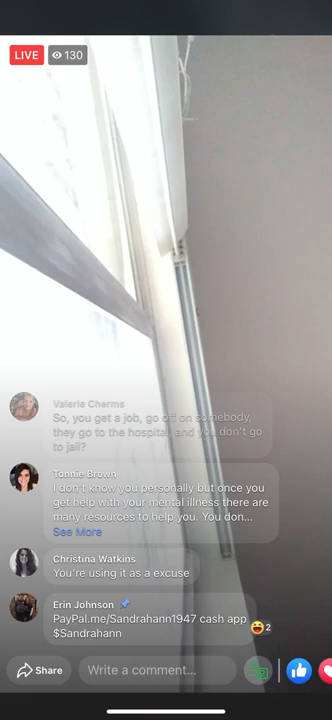 LIVE 130
Valerie Charms
So, you get a job, go off on somebody,
they go to the hospital, and you don't go
to jail?
Tonnie Brown
I don't know you personally but once you
get help with your mental illness there are
many resources to help you. You don...
See More
Christina Watkins
You're using it as a excuse
Erin Johnson
PayPal.me/Sandrahann1947 cash app
$Sandrahann
2
Share
Write a comment...